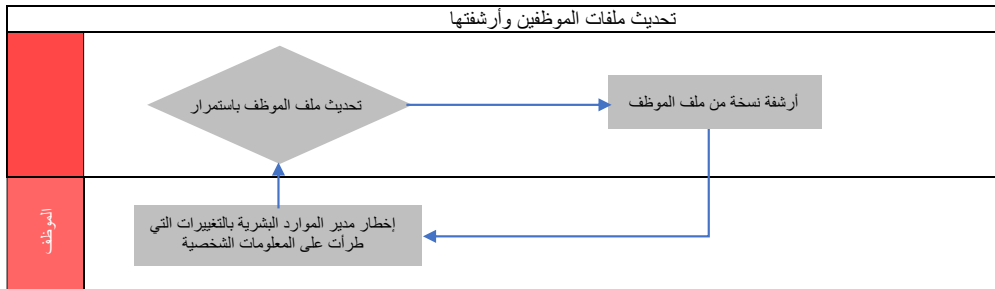 تحديث ملفات الموظفين وأرشفتها
أرشفة نسخة من ملف الموظف
تحديث ملف الموظف باستمرار
الموظف
إخطار مدير الموارد البشرية بالتغييرات التي
طرأت على المعلومات الشخصية